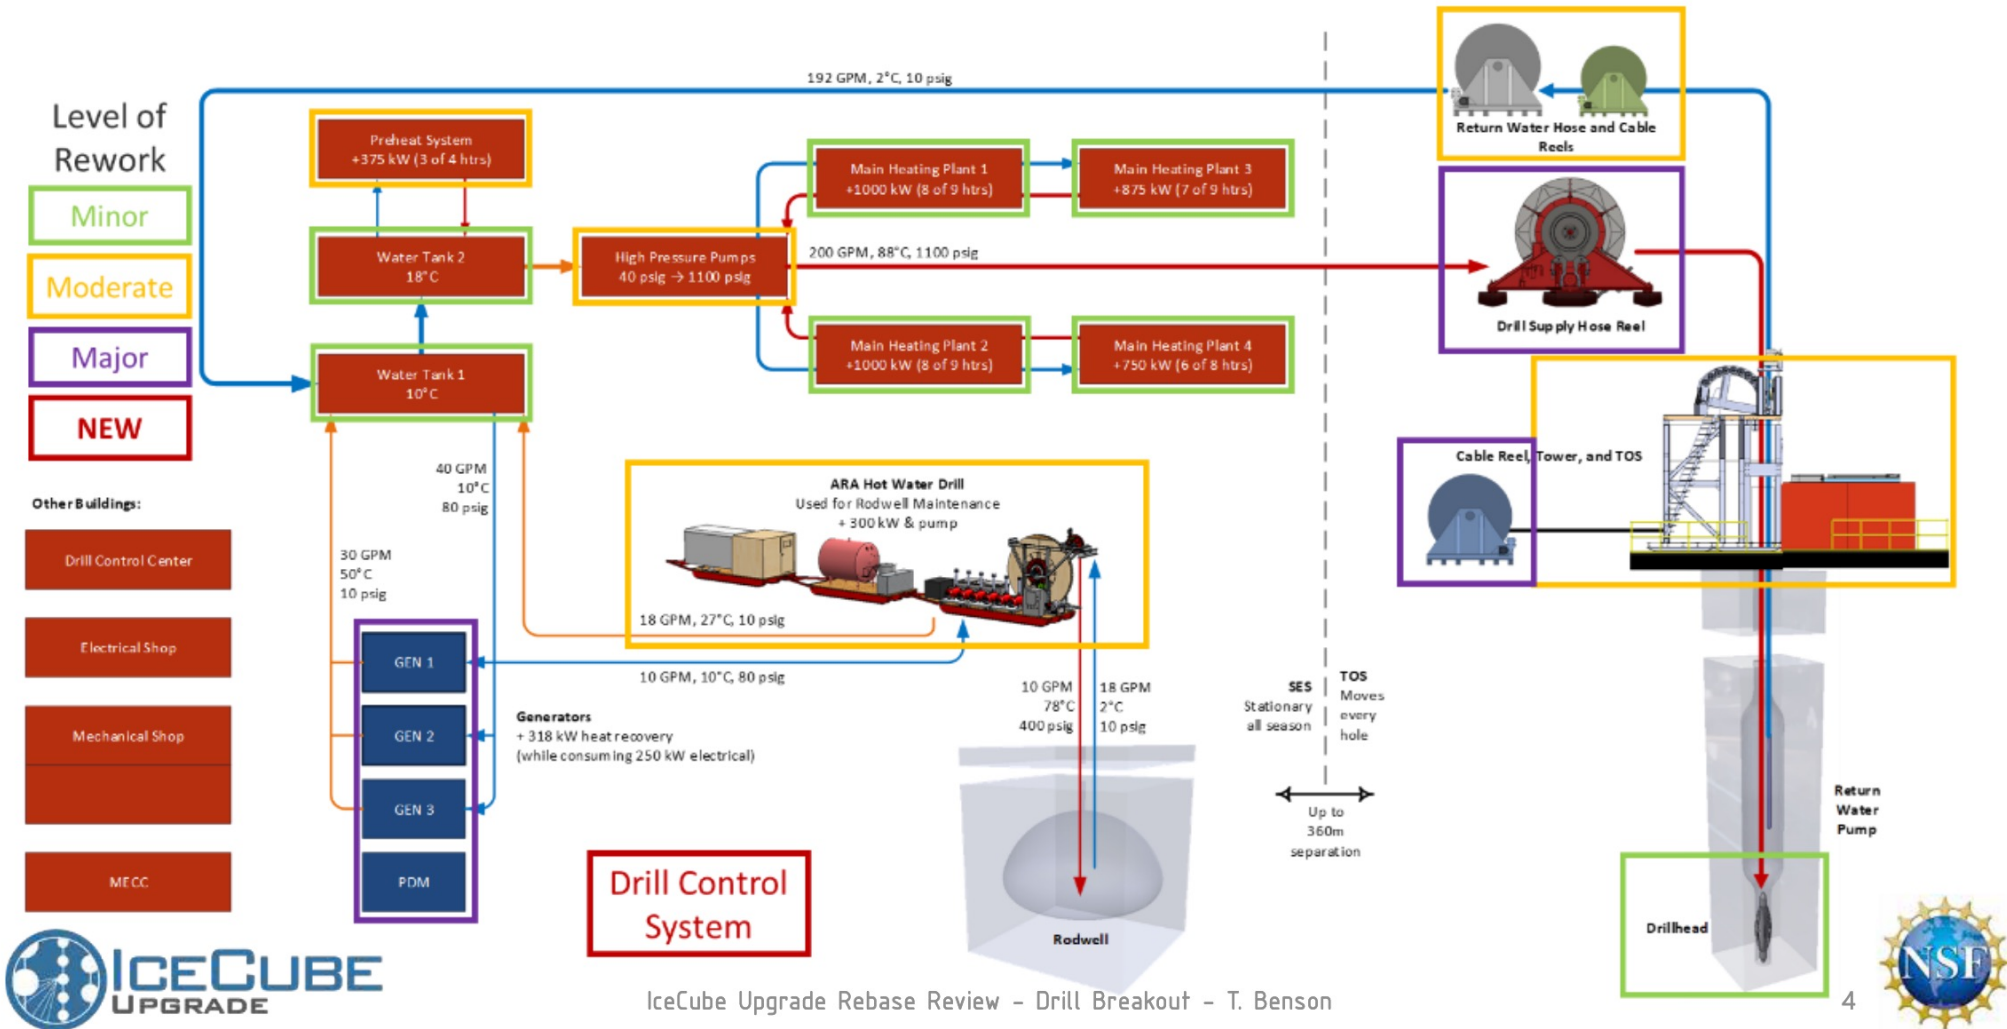 Level of
Rework
Minor
Moderate
Major
NEW
Other Buildings:
Drill Control Center
Electrical Shop
Mechanical Shop
MECC
192 GPM, 2°C, 10 psig
Preheat System
+375 kW (3 of 4 htrs)
Water Tank 2
18°C
Water Tank 1
10°C
High Pressure Pumps
40 psig → 1100 psig
Main Heating Plant 1
+1000 kW (8 of 9 htrs)
Main Heating Plant 3
+875 kW (7 of 9 htrs)
200 GPM, 88°C, 1100 psig
Main Heating Plant 2
+1000 kW (8 of 9 htrs)
Main Heating Plant 4
+750 kW (6 of 8 htrs)
40 GPM
10°C
80 psig
30 GPM
50°C
10 psig
GEN 1
GEN 2
GEN 3
PDM
Generators
+ 318 kW heat recovery
(while consuming 250 kW electrical)
ARA Hot Water Drill
Used for Rodwell Maintenance
+ 300 kW & pump
18 GPM, 27°C, 10 psig
10 GPM, 10°C, 80 psig
10 GPM
78°C
400 psig
18 GPM
2°C
10 psig
Rodwell
Drill Control
System
SES
Stationary
all season
TOS
Moves
every
hole
Up to
360m
separation
Return Water Hose and Cable
Reels
Drill Supply Hose Reel
Cable Reel, Tower, and TOS
Return
Water
Pump
Drillhead
ICECUBE
UPGRADE
IceCube Upgrade Rebase Review - Drill Breakout - T. Benson
4
NSF